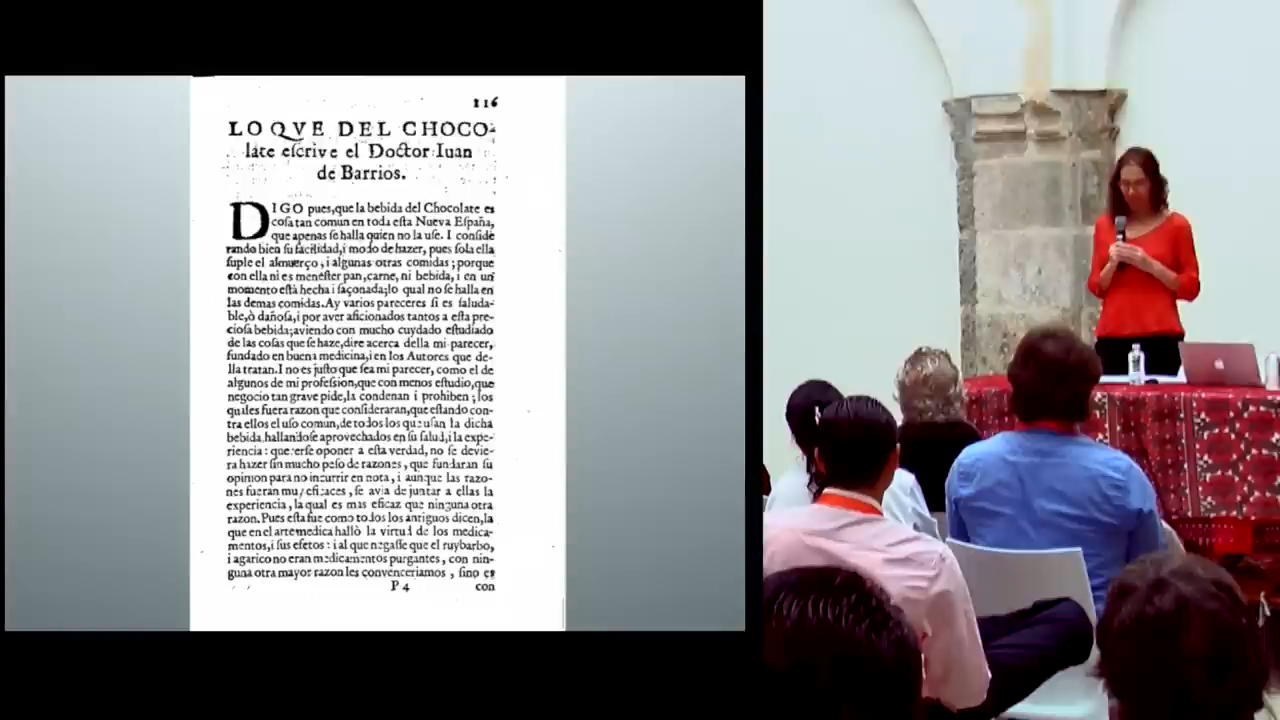 116
LO QVE DEL CHOCO-
late eſcrive el Doctor Iuan
de Barrios.
DIGO pues, que la bebida del Chocolate es
coſa tan comun en toda eſta Nueva Eſpaña,
que apenas ſe halla quien no la uſe. I conſide
rando bien ſu facilidad, i modo de hazer, pues ſola ella
ſuple el almuerço, i algunas otras comidas; porque
con ella ni es meneſter pan, carne, ni bebida, i en un
momento eſtà hecha i ſaçonada; lo qual no ſe halla en
las demas comidas. Ay varios pareceres ſi es ſaluda-
ble, ò dañoſa, i por aver aficionados tantos a eſta pre-
cioſa bebida; aviendo con mucho cuydado eſtudiado
de las coſas que ſe haze, dire acerca della mi parecer,
fundado en buena medicina, i en los Autores que de-
lla tratan. I no es juſto que ſea mi parecer, como el de
algunos de mi profeſsion, que con menos eſtudio, que
negocio tan grave pide, la condenan i prohiben; los
quales fuera razon que conſideraran, que eſtando con-
tra ellos el uſo comun, de todos los que uſan la dicha
bebida, hallandoſe aprovechados en ſu ſalud, i la expe-
riencia: quererſe oponer a eſta verdad, no ſe devie-
ra hazer ſin mucho peſo de razones, que fundaran ſu
opinion para no incurrir en nota, i aunque las razo-
nes fueran muy eficaces, ſe avia de juntar a ellas la
experiencia, la qual es mas eficaz que ninguna otra
razon. Pues eſta fue como todos los antiguos dicen, la
que en el arte medica hallò la virtud de los medica-
mentos, i ſus efetos: i al que negaſſe que el ruybarbo,
i agarico no eran medicamentos purgantes, con nin-
guna otra mayor razon les convenceriamos, ſino es
P 4 con